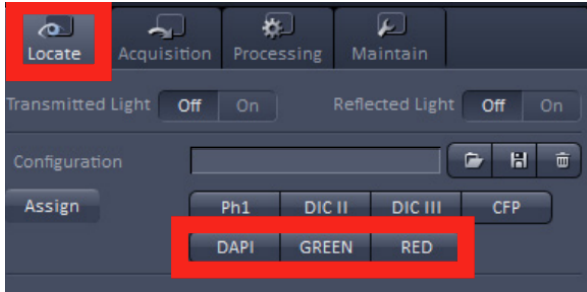 Locate Acquisition Processing Maintain
Transmitted Light Off On Reflected Light Off On
Configuration
Assign Ph1 DIC II DIC III CFP
DAPI GREEN RED